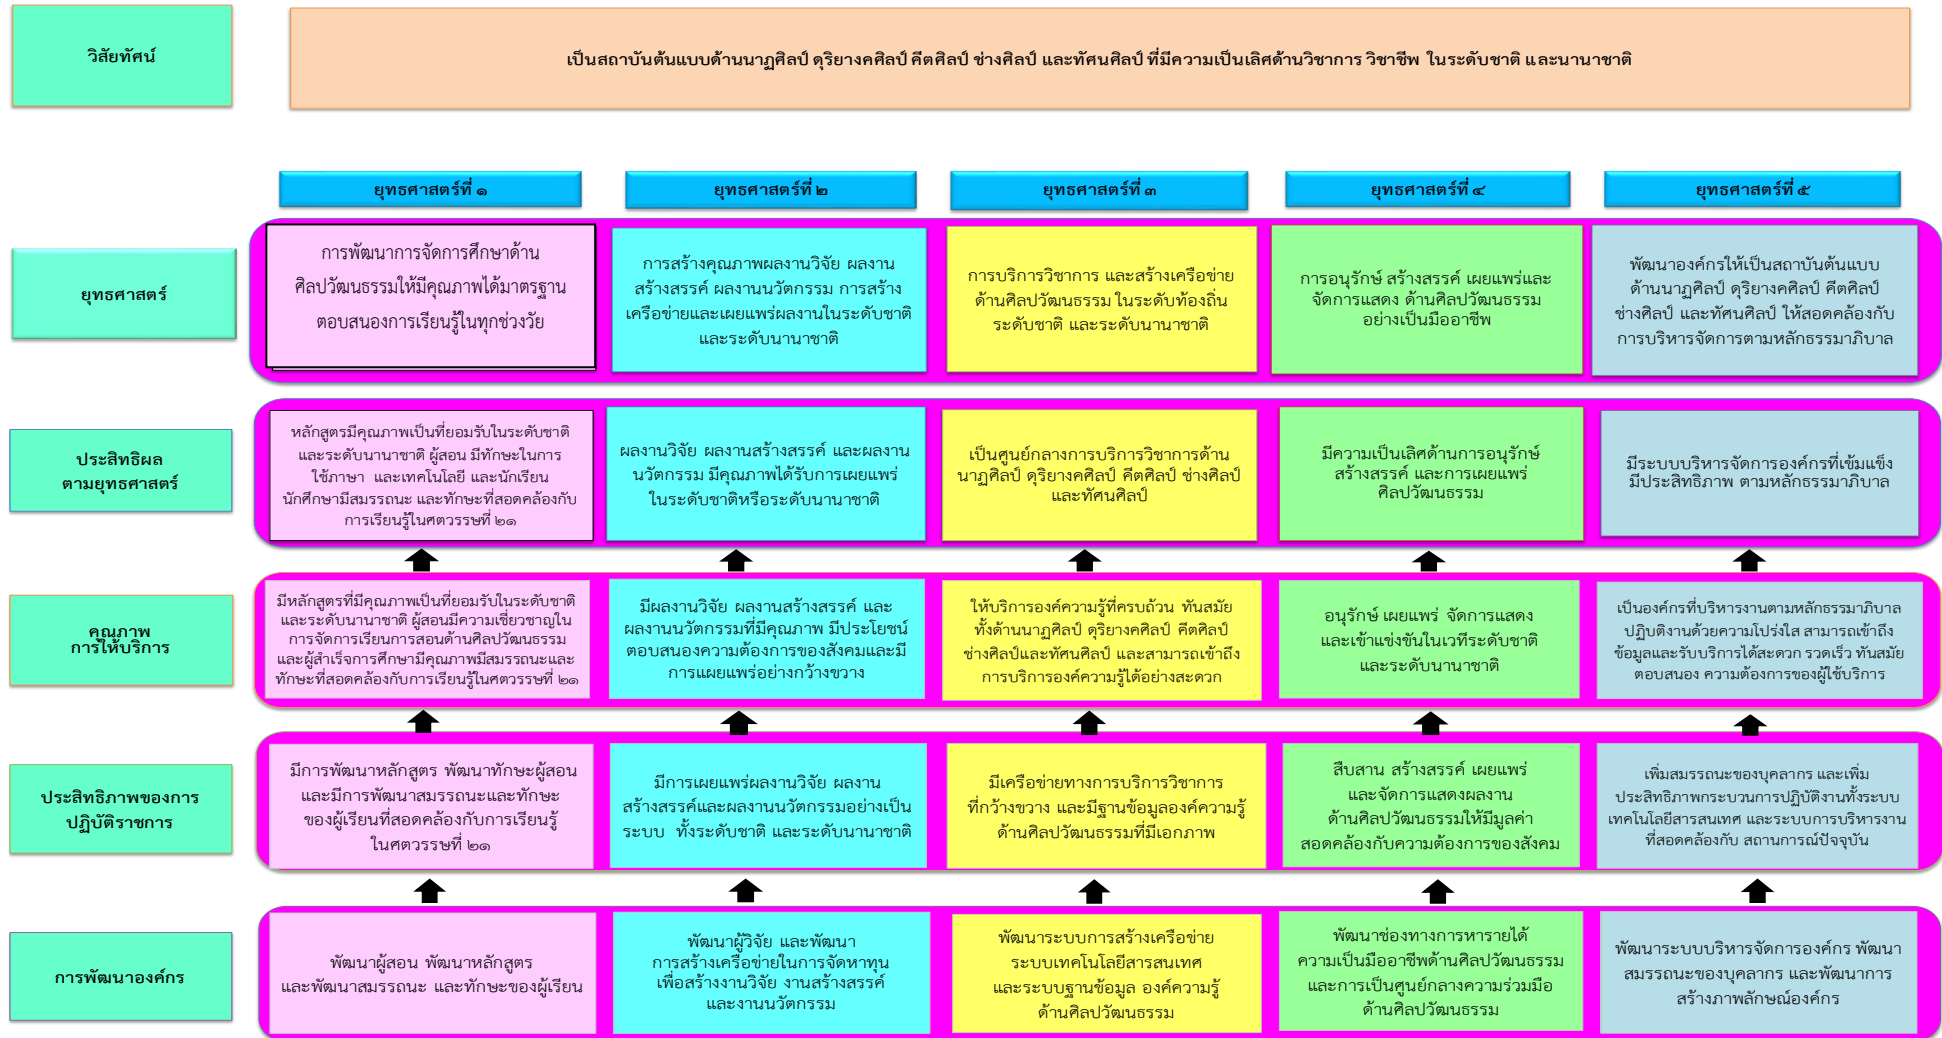 วิสัยทัศน์
เป็นสถาบันต้นแบบด้านนาฏศิลป์ ดุริยางคศิลป์ คีตศิลป์ ช่างศิลป์ และทัศนศิลป์ ที่มีความเป็นเลิศด้านวิชาการ วิชาชีพ ในระดับชาติ และนานาชาติ
ยุทธศาสตร์ที่ ๑
ยุทธศาสตร์ที่ ๒
ยุทธศาสตร์ที่ ๓
ยุทธศาสตร์ที่ ๔
ยุทธศาสตร์ที่ ๕
ยุทธศาสตร์
การพัฒนาการจัดการศึกษาด้าน
ศิลปวัฒนธรรมให้มีคุณภาพได้มาตรฐาน
ตอบสนองการเรียนรู้ในทุกช่วงวัย
การสร้างคุณภาพผลงานวิจัย ผลงาน
สร้างสรรค์ ผลงานนวัตกรรม การสร้าง
เครือข่ายและเผยแพร่ผลงานในระดับชาติ
และระดับนานาชาติ
การบริการวิชาการ และสร้างเครือข่าย
ด้านศิลปวัฒนธรรม ในระดับท้องถิ่น
ระดับชาติ และระดับนานาชาติ
การอนุรักษ์ สร้างสรรค์ เผยแพร่และ
จัดการแสดง ด้านศิลปวัฒนธรรม
อย่างเป็นมืออาชีพ
พัฒนาองค์กรให้เป็นสถาบันต้นแบบ
ด้านนาฏศิลป์ ดุริยางคศิลป์ คีตศิลป์
ช่างศิลป์ และทัศนศิลป์ ให้สอดคล้องกับ
การบริหารจัดการตามหลักธรรมาภิบาล
ประสิทธิผล
ตามยุทธศาสตร์
หลักสูตรมีคุณภาพเป็นที่ยอมรับในระดับชาติ
และระดับนานาชาติ ผู้สอน มีทักษะในการ
ใช้ภาษา และเทคโนโลยี และนักเรียน
นักศึกษามีสมรรถนะ และทักษะที่สอดคล้องกับ
การเรียนรู้ในศตวรรษที่ ๒๑
ผลงานวิจัย ผลงานสร้างสรรค์ และผลงาน
นวัตกรรม มีคุณภาพได้รับการเผยแพร่
ในระดับชาติหรือระดับนานาชาติ
เป็นศูนย์กลางการบริการวิชาการด้าน
นาฏศิลป์ ดุริยางคศิลป์ คีตศิลป์ ช่างศิลป์
และทัศนศิลป์
มีความเป็นเลิศด้านการอนุรักษ์
สร้างสรรค์ และการเผยแพร่
ศิลปวัฒนธรรม
มีระบบบริหารจัดการองค์กรที่เข้มแข็ง
มีประสิทธิภาพ ตามหลักธรรมาภิบาล
คุณภาพ
การให้บริการ
มีหลักสูตรที่มีคุณภาพเป็นที่ยอมรับในระดับชาติ
และระดับนานาชาติ ผู้สอนมีความเชี่ยวชาญใน
การจัดการเรียนการสอนด้านศิลปวัฒนธรรม
และผู้สำเร็จการศึกษามีคุณภาพมีสมรรถนะและ
ทักษะที่สอดคล้องกับการเรียนรู้ในศตวรรษที่ ๒๑
มีผลงานวิจัย ผลงานสร้างสรรค์ และ
ผลงานนวัตกรรมที่มีคุณภาพ มีประโยชน์
ตอบสนองความต้องการของสังคมและมี
การแผยแพร่อย่างกว้างขวาง
ให้บริการองค์ความรู้ที่ครบถ้วน ทันสมัย
ทั้งด้านนาฏศิลป์ ดุริยางคศิลป์ คีตศิลป์
ช่างศิลป์และทัศนศิลป์ และสามารถเข้าถึง
การบริการองค์ความรู้ได้อย่างสะดวก
อนุรักษ์ เผยแพร่ จัดการแสดง
และเข้าแข่งขันในเวทีระดับชาติ
และระดับนานาชาติ
เป็นองค์กรที่บริหารงานตามหลักธรรมาภิบาล
ปฏิบติงานด้วยความโปร่งใส สามารถเข้าถึง
ข้อมูลและรับบริการได้สะดวก รวดเร็ว ทันสมัย
ตอบสนอง ความต้องการของผู้ใช้บริการ
ประสิทธิภาพของการ
ปฏิบัติราชการ
มีการพัฒนาหลักสูตร พัฒนาทักษะผู้สอน
และมีการพัฒนาสมรรถนะและทักษะ
ของผู้เรียนที่สอดคล้องกับการเรียนรู้
ในศตวรรษที่ ๒๑
มีการเผยแพร่ผลงานวิจัย ผลงาน
สร้างสรรค์และผลงานนวัตกรรมอย่างเป็น
ระบบ ทั้งระดับชาติ และระดับนานาชาติ
มีเครือข่ายทางการบริการวิชาการ
ที่กว้างขวาง และมีฐานข้อมูลองค์ความรู้
ด้านศิลปวัฒนธรรมที่มีเอกภาพ
สืบสาน สร้างสรรค์ เผยแพร่
และจัดการแสดงผลงาน
ด้านศิลปวัฒนธรรมให้มีมูลค่า
สอดคล้องกับความต้องการของสังคม
เพิ่มสมรรถนะของบุคลากร และเพิ่ม
ประสิทธิภาพกระบวนการปฏิบัติงานทั้งระบบ
เทคโนโลยีสารสนเทศ และระบบการบริหารงาน
ที่สอดคล้องกับ สถานการณ์ปัจจุบัน
การพัฒนาองค์กร
พัฒนาผู้สอน พัฒนาหลักสูตร
และพัฒนาสมรรถนะ และทักษะของผู้เรียน
พัฒนาผู้วิจัย และพัฒนา
การสร้างเครือข่ายในการจัดหาทุน
เพื่อสร้างงานวิจัย งานสร้างสรรค์
และงานนวัตกรรม
พัฒนาระบบการสร้างเครือข่าย
ระบบเทคโนโลยีสารสนเทศ
และระบบฐานข้อมูล องค์ความรู้
ด้านศิลปวัฒนธรรม
พัฒนาช่องทางการหารายได้
ความเป็นมืออาชีพด้านศิลปวัฒนธรรม
และการเป็นศูนย์กลางความร่วมมือ
ด้านศิลปวัฒนธรรม
พัฒนาระบบบริหารจัดการองค์กร พัฒนา
สมรรถนะของบุคลากร และพัฒนาการ
สร้างภาพลักษณ์องค์กร